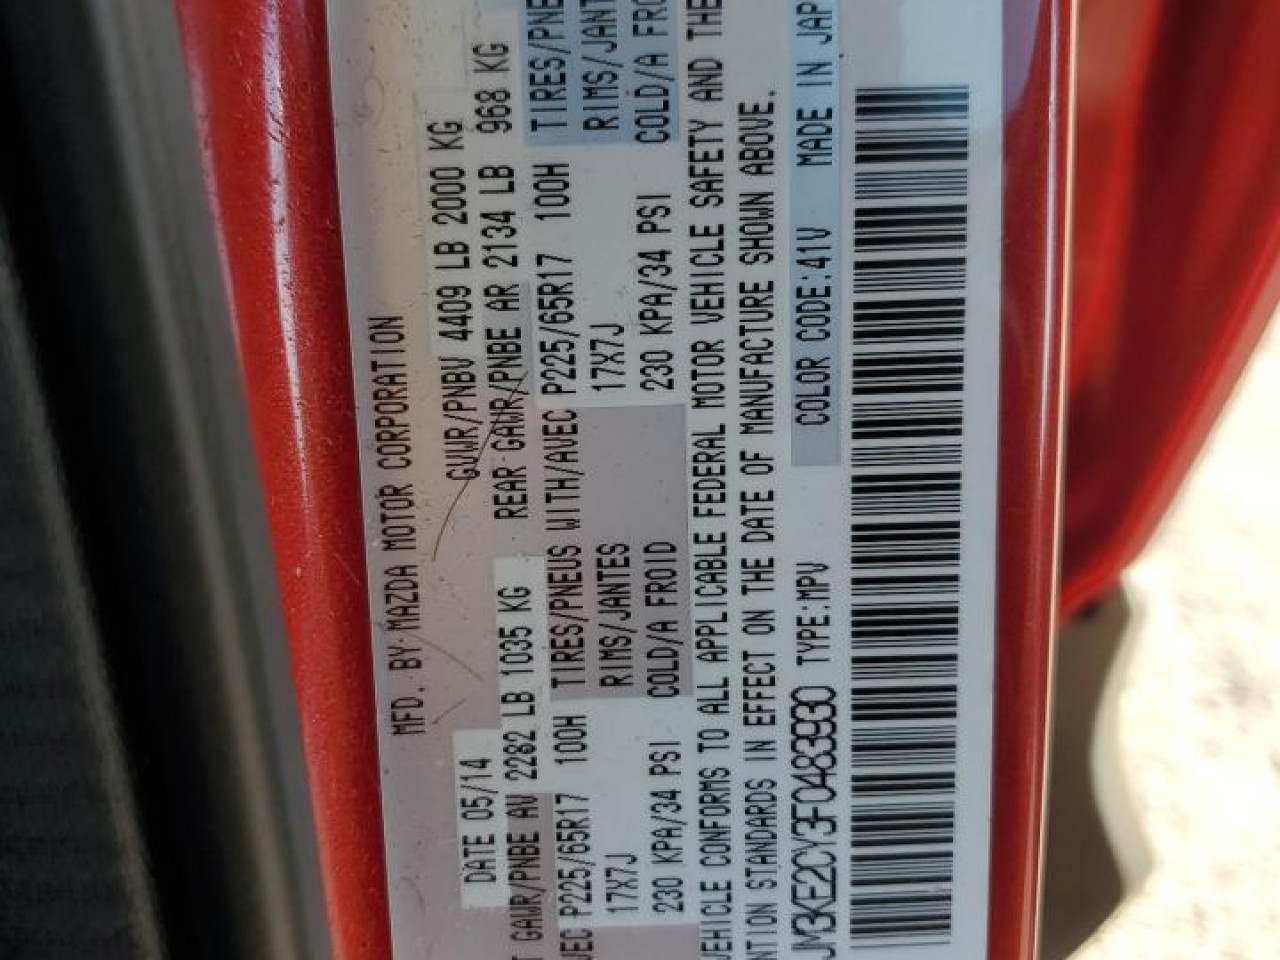 MFD. BY MAZDA MOTOR CORPORATION
DATE 05/14 GVWR/PNBV 4409 LB 2000 KG
GAWR/PNBE AV 2282 LB 1035 KG REAR GAWR/PNBE AR 2134 LB 968 KG
P225/65R17 100H TIRES/PNEUS WITH/AVEC P225/65R17 100H TIRES/PNE
17X7J RIMS/JANTES 17X7J RIMS/JANT
230 KPA/34 PSI COLD/A FROID 230 KPA/34 PSI COLD/A FRO
VEHICLE CONFORMS TO ALL APPLICABLE FEDERAL MOTOR VEHICLE SAFETY AND THE
NTION STANDARDS IN EFFECT ON THE DATE OF MANUFACTURE SHOWN ABOVE.
JM3KE2CY3F0483930 TYPE:MPV COLOR CODE:41V MADE IN JAP